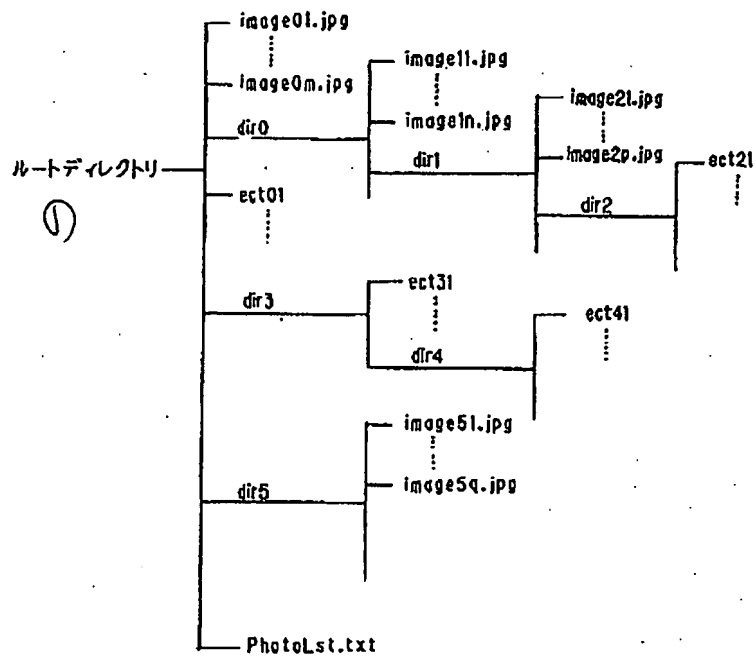 image01.jpg
image0m.jpg
image11.jpg
image1n.jpg
image21.jpg
image2p.jpg
dir0
dir1
dir2
ect21
ルートディレクトリ
(1)
ect01
dir3
ect31
dir4
ect41
dir5
image51.jpg
image5q.jpg
PhotoLst.txt